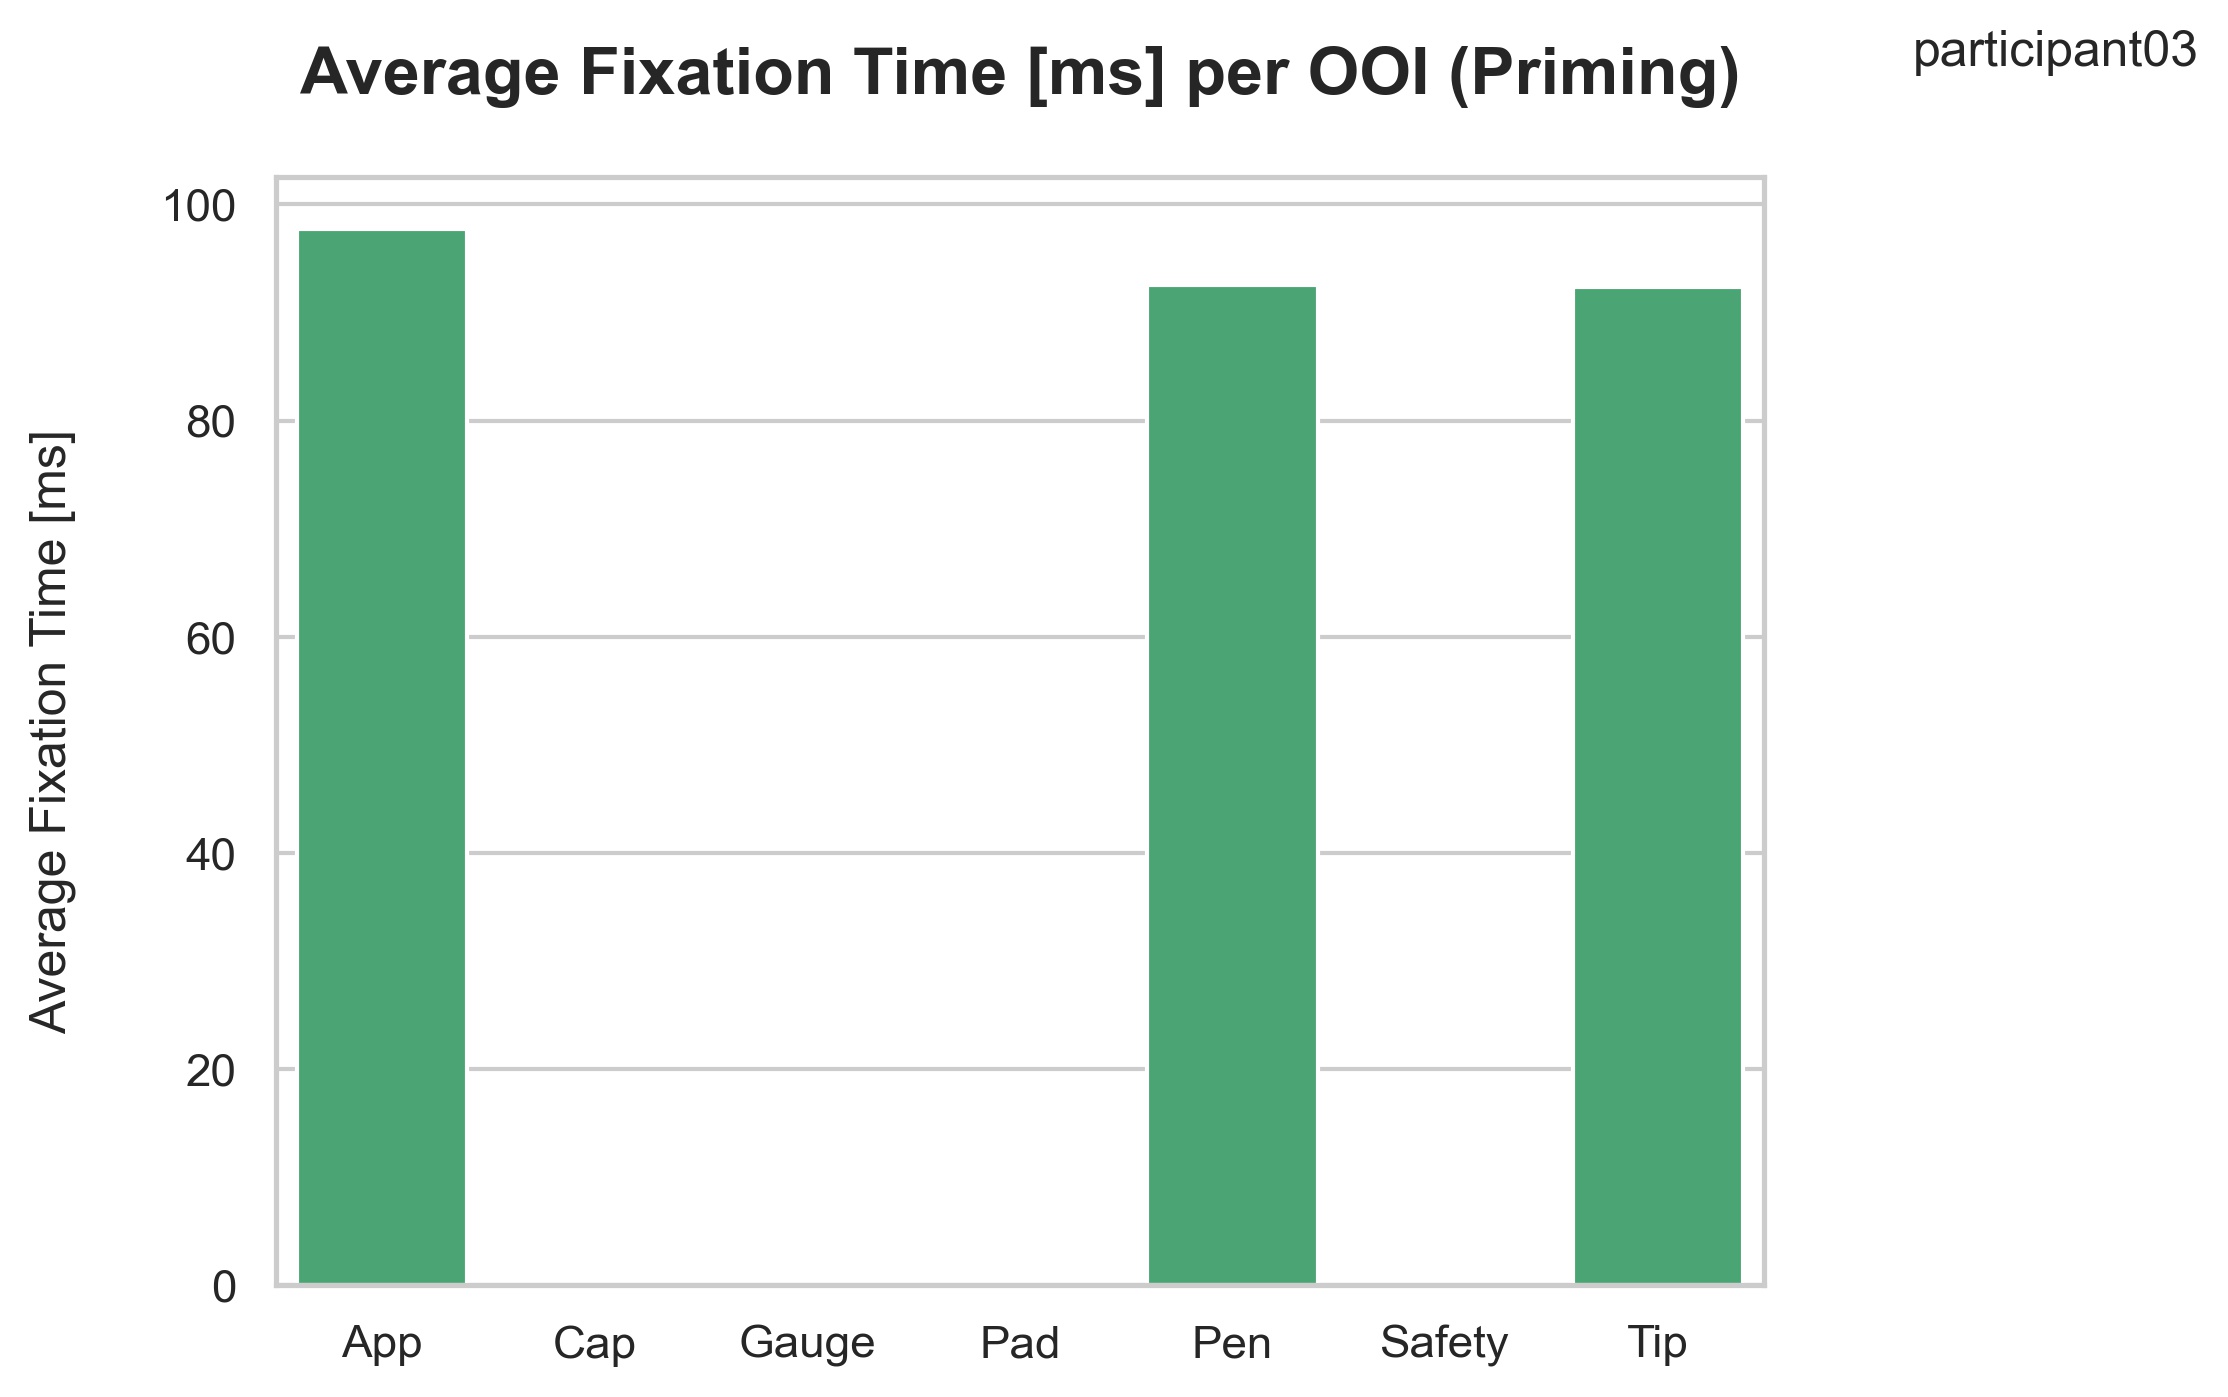 participant03
Average Fixation Time [ms] per OOI (Priming)
Average Fixation Time [ms]
100
80
60
40
20
0
App Cap Gauge Pad Pen Safety Tip